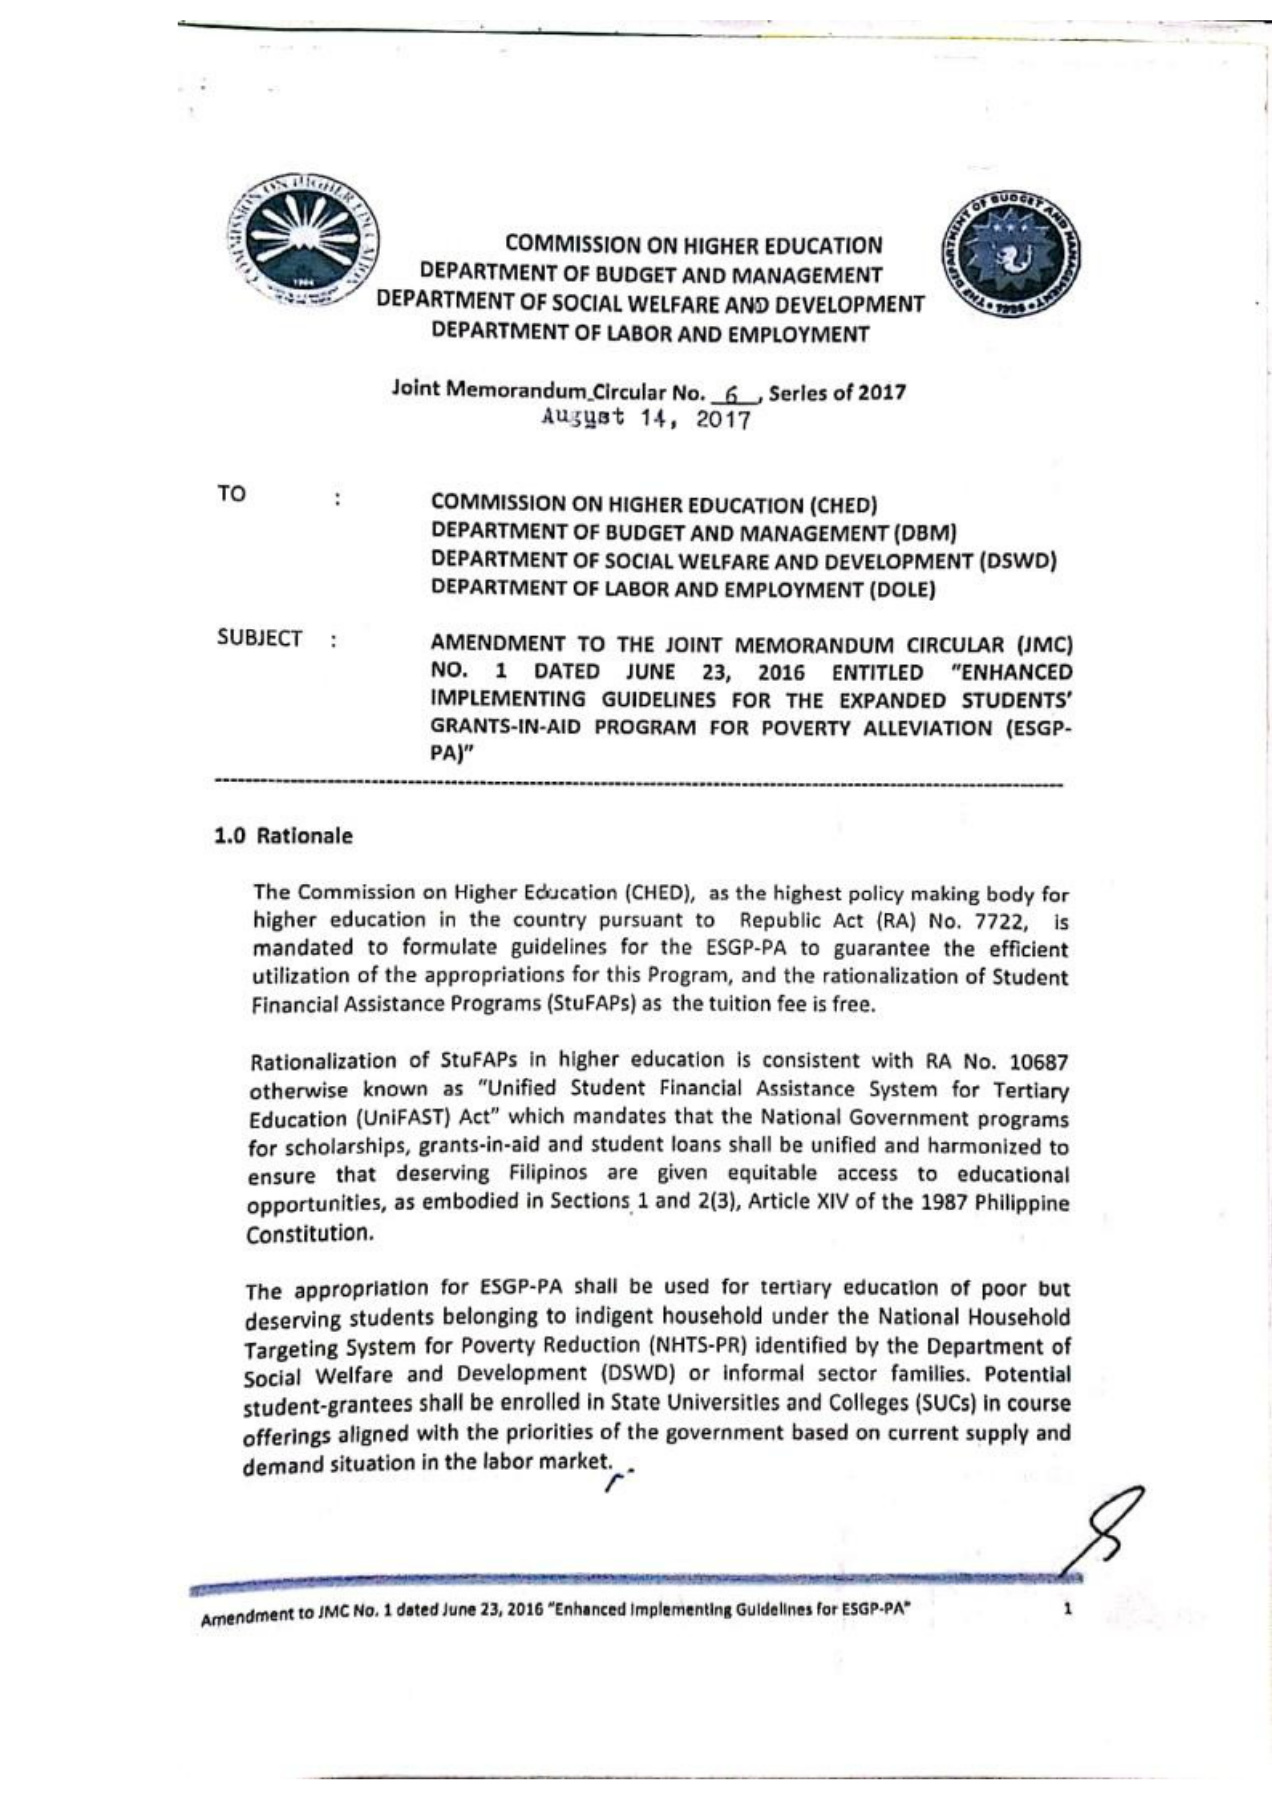 COMMISSION ON HIGHER EDUCATION
1994
THE DEPARTMENT OF BUDGET AND MANAGEMENT
COMMISSION ON HIGHER EDUCATION
DEPARTMENT OF BUDGET AND MANAGEMENT
DEPARTMENT OF SOCIAL WELFARE AND DEVELOPMENT
DEPARTMENT OF LABOR AND EMPLOYMENT
Joint Memorandum Circular No. 6, Series of 2017
August 14, 2017
TO : COMMISSION ON HIGHER EDUCATION (CHED)
DEPARTMENT OF BUDGET AND MANAGEMENT (DBM)
DEPARTMENT OF SOCIAL WELFARE AND DEVELOPMENT (DSWD)
DEPARTMENT OF LABOR AND EMPLOYMENT (DOLE)
SUBJECT : AMENDMENT TO THE JOINT MEMORANDUM CIRCULAR (JMC)
NO. 1 DATED JUNE 23, 2016 ENTITLED "ENHANCED
IMPLEMENTING GUIDELINES FOR THE EXPANDED STUDENTS'
GRANTS-IN-AID PROGRAM FOR POVERTY ALLEVIATION (ESGP-
PA)"
1.0 Rationale
The Commission on Higher Education (CHED), as the highest policy making body for
higher education in the country pursuant to Republic Act (RA) No. 7722, is
mandated to formulate guidelines for the ESGP-PA to guarantee the efficient
utilization of the appropriations for this Program, and the rationalization of Student
Financial Assistance Programs (StuFAPs) as the tuition fee is free.
Rationalization of StuFAPs in higher education is consistent with RA No. 10687
otherwise known as "Unified Student Financial Assistance System for Tertiary
Education (UniFAST) Act" which mandates that the National Government programs
for scholarships, grants-in-aid and student loans shall be unified and harmonized to
ensure that deserving Filipinos are given equitable access to educational
opportunities, as embodied in Sections 1 and 2(3), Article XIV of the 1987 Philippine
Constitution.
The appropriation for ESGP-PA shall be used for tertiary education of poor but
deserving students belonging to indigent household under the National Household
Targeting System for Poverty Reduction (NHTS-PR) identified by the Department of
Social Welfare and Development (DSWD) or informal sector families. Potential
student-grantees shall be enrolled in State Universities and Colleges (SUCs) in course
offerings aligned with the priorities of the government based on current supply and
demand situation in the labor market.
Amendment to JMC No. 1 dated June 23, 2016 "Enhanced Implementing Guidelines for ESGP-PA" 1